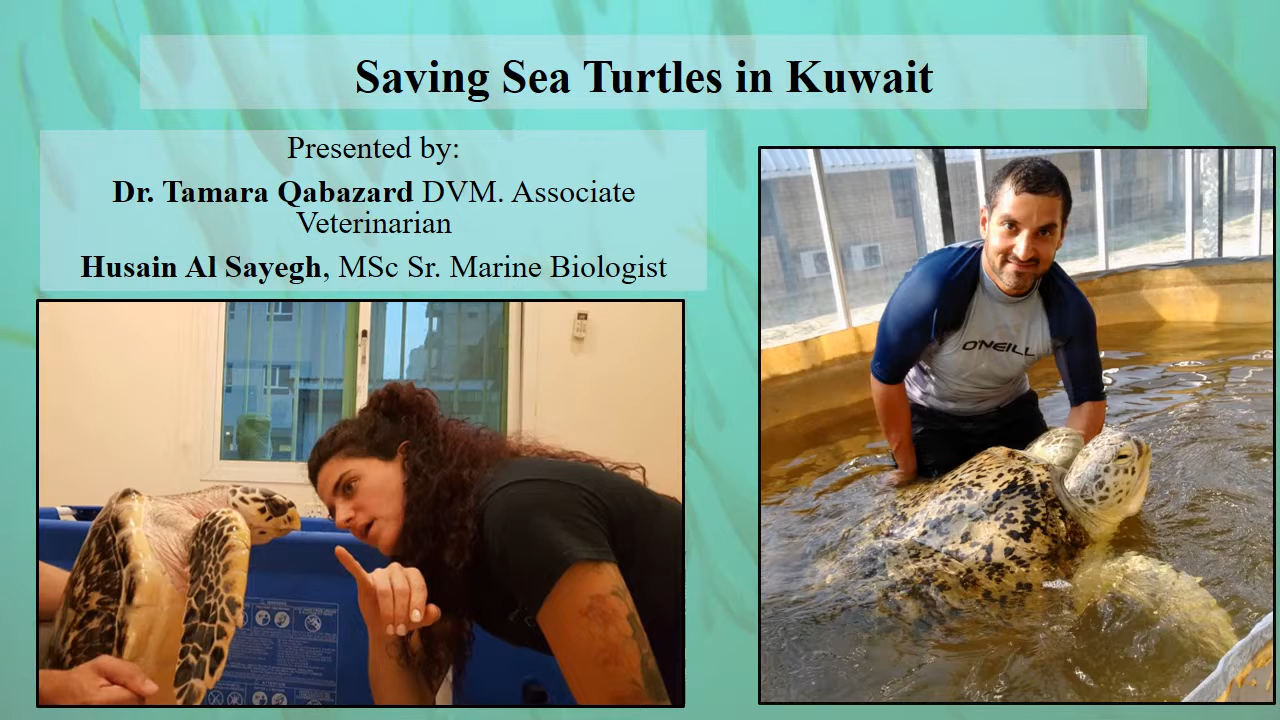 Saving Sea Turtles in Kuwait
Presented by:
Dr. Tamara Qabazard DVM. Associate
Veterinarian
Husain Al Sayegh, MSc Sr. Marine Biologist
O'NEILL